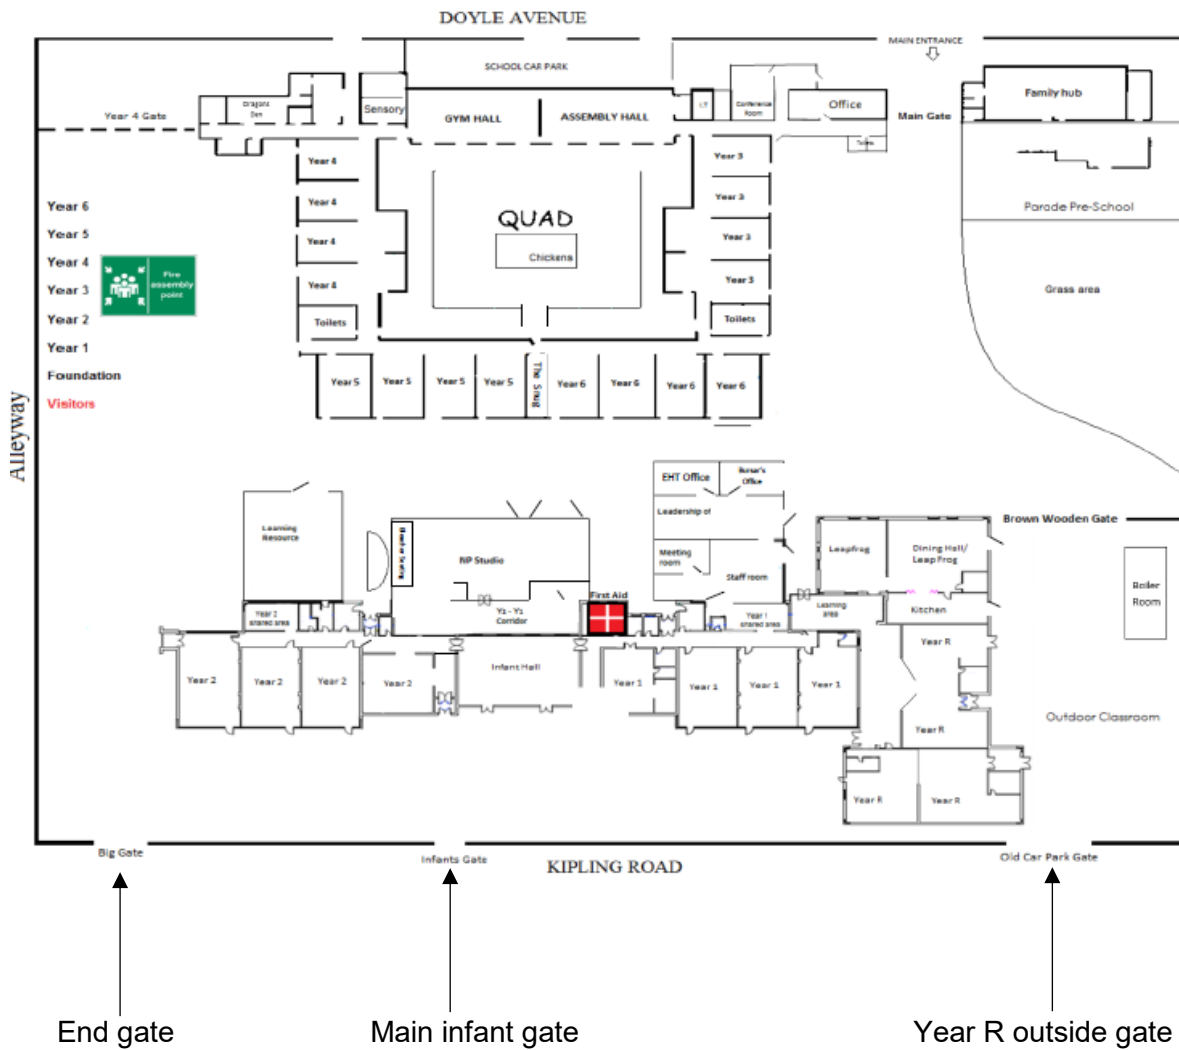 DOYLE AVENUE
MAIN ENTRANCE
SCHOOL CAR PARK
Year 4 Gate
Dragons
Den
Sensory
GYM HALL
ASSEMBLY HALL
I.T
Conference
Room
Office
Toilets
Main Gate
Family hub
Year 4
Year 4
Year 4
Year 4
Toilets
QUAD
Chickens
Year 3
Year 3
Year 3
Year 3
Toilets
Parade Pre-School
Grass area
Year 6
Year 5
Year 4
Year 3
Year 2
Year 1
Foundation
Visitors
Fire
assembly
point
Alleyway
Year 5
Year 5
Year 5
Year 5
The Snug
Year 6
Year 6
Year 6
Year 6
Learning
Resource
NP Studio
EHT Office
Bursar's
Office
Leadership of
Meeting
room
Staff room
First Aid
Y2 - Y1
Corridor
Year 2
shared area
Year 1
shared area
Leapfrog
Dining Hall/
Leap Frog
Learning
area
Kitchen
Brown Wooden Gate
Boiler
Room
Year 2
Year 2
Year 2
Year 2
Infant Hall
Year 1
Year 1
Year 1
Year 1
Year R
Year R
Year R
Year R
Outdoor Classroom
Big Gate
Infants Gate
KIPLING ROAD
Old Car Park Gate
End gate
Main infant gate
Year R outside gate